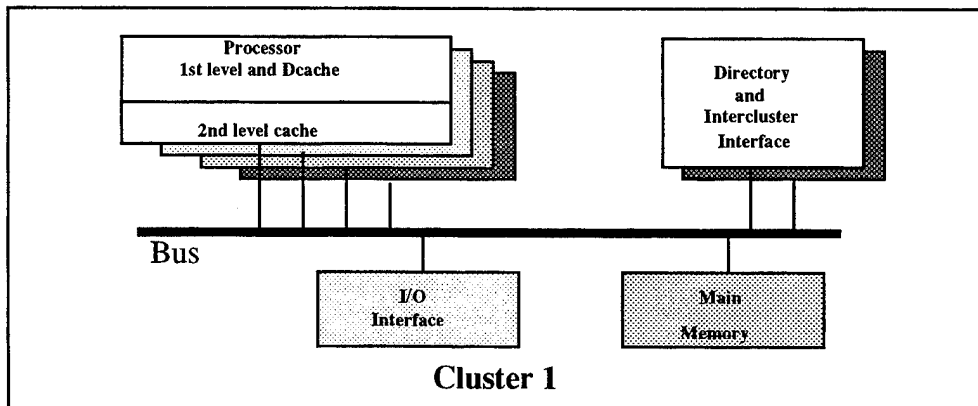 Processor
1st level and Dcache
2nd level cache
Directory
and
Intercluster
Interface
Bus
I/O
Interface
Main
Memory
Cluster 1